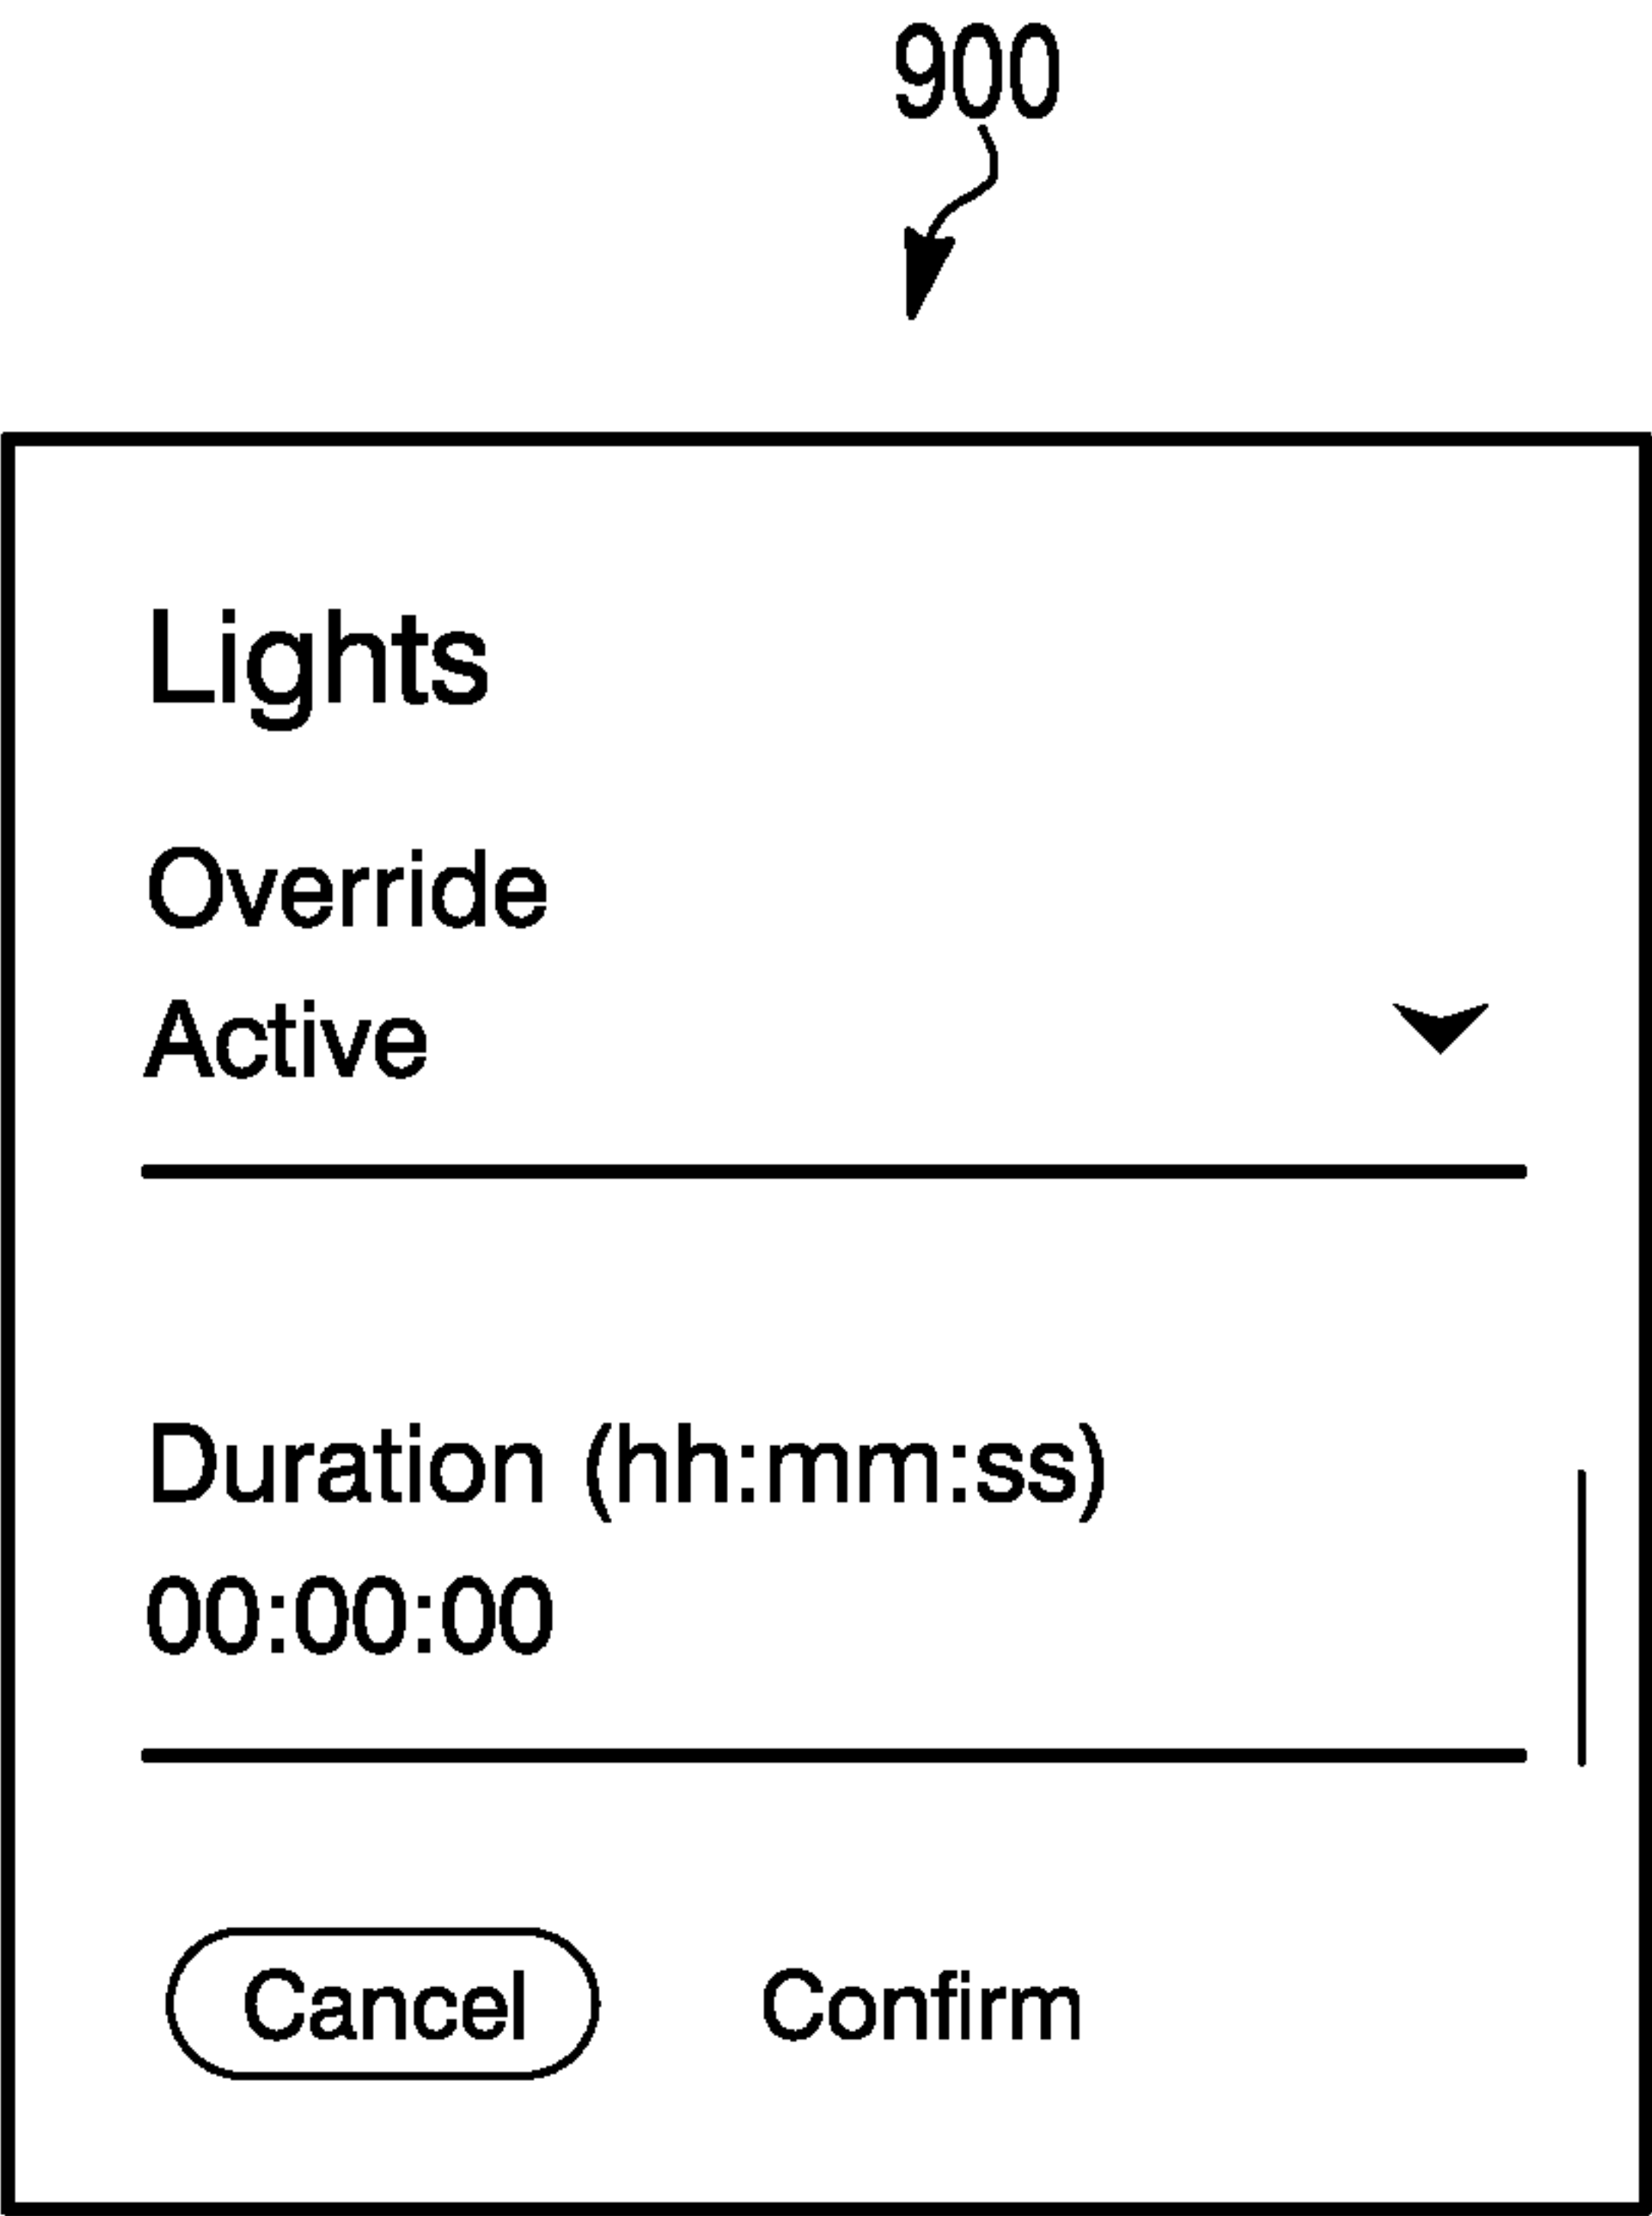 900
Lights
Override
Active
Duration (hh:mm:ss)
00:00:00
Cancel Confirm